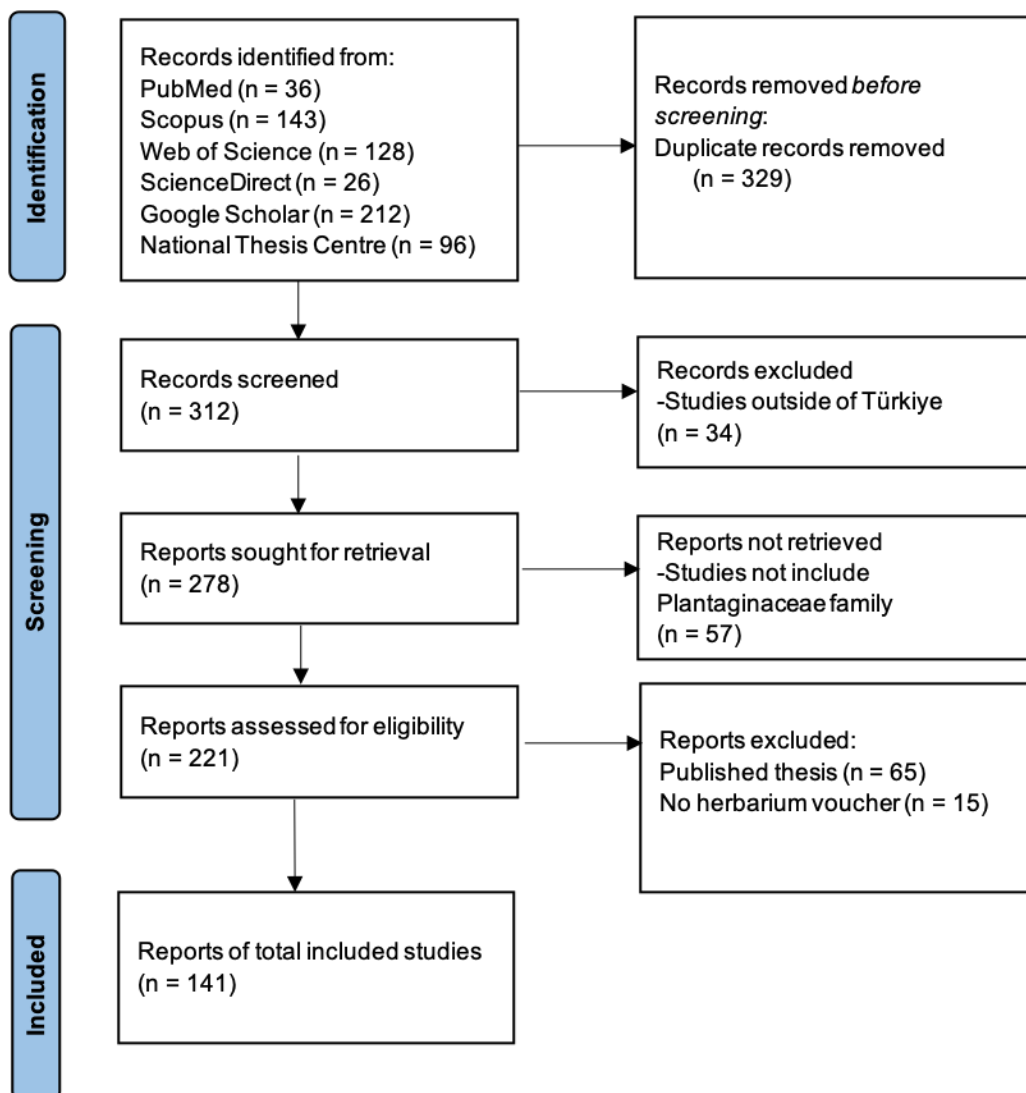 Identification
Records identified from:
PubMed (n = 36)
Scopus (n = 143)
Web of Science (n = 128)
ScienceDirect (n = 26)
Google Scholar (n = 212)
National Thesis Centre (n = 96)
Records removed before
screening:
Duplicate records removed
(n = 329)
Screening
Records screened
(n = 312)
Records excluded
-Studies outside of Türkiye
(n = 34)
Reports sought for retrieval
(n = 278)
Reports not retrieved
-Studies not include
Plantaginaceae family
(n = 57)
Reports assessed for eligibility
(n = 221)
Reports excluded:
Published thesis (n = 65)
No herbarium voucher (n = 15)
Included
Reports of total included studies
(n = 141)